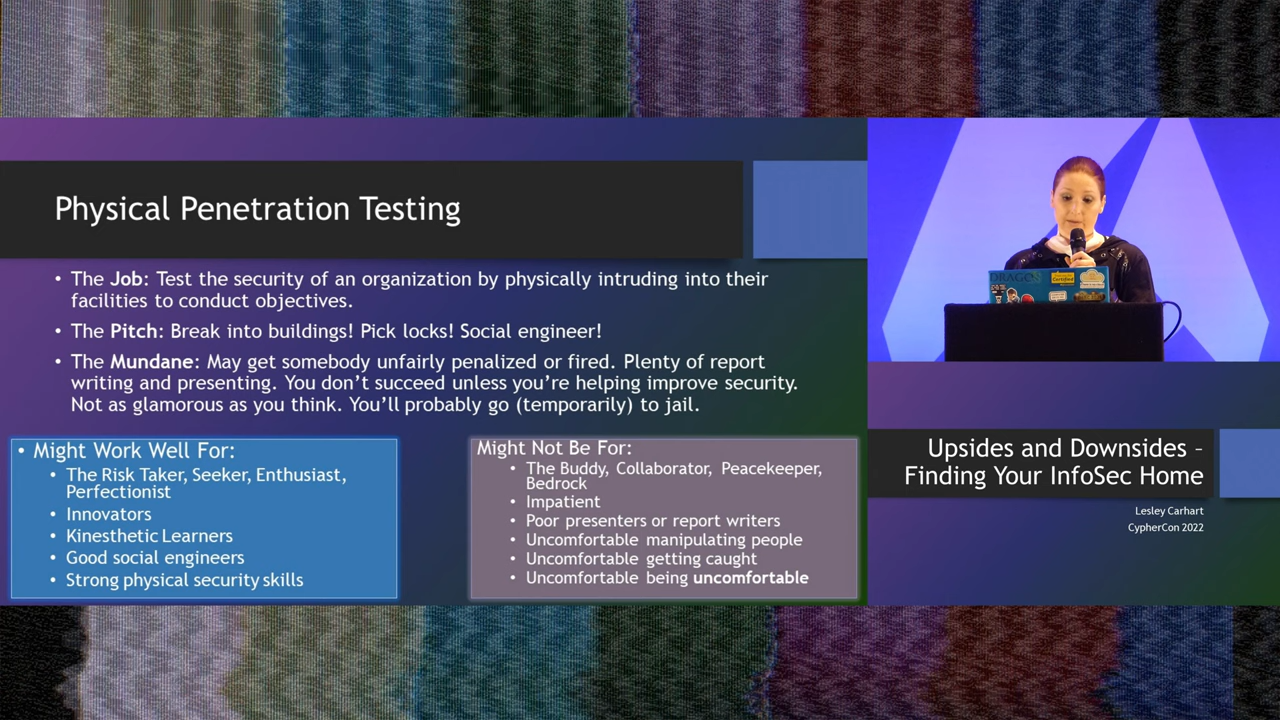 Physical Penetration Testing
• The Job: Test the security of an organization by physically intruding into their
facilities to conduct objectives.
• The Pitch: Break into buildings! Pick locks! Social engineer!
• The Mundane: May get somebody unfairly penalized or fired. Plenty of report
writing and presenting. You don’t succeed unless you’re helping improve security.
Not as glamorous as you think. You’ll probably go (temporarily) to jail.
• Might Work Well For:
• The Risk Taker, Seeker, Enthusiast,
Perfectionist
• Innovators
• Kinesthetic Learners
• Good social engineers
• Strong physical security skills
Might Not Be For:
• The Buddy, Collaborator, Peacekeeper,
Bedrock
• Impatient
• Poor presenters or report writers
• Uncomfortable manipulating people
• Uncomfortable getting caught
• Uncomfortable being uncomfortable
DRAGOS
Upsides and Downsides –
Finding Your InfoSec Home
Lesley Carhart
CypherCon 2022